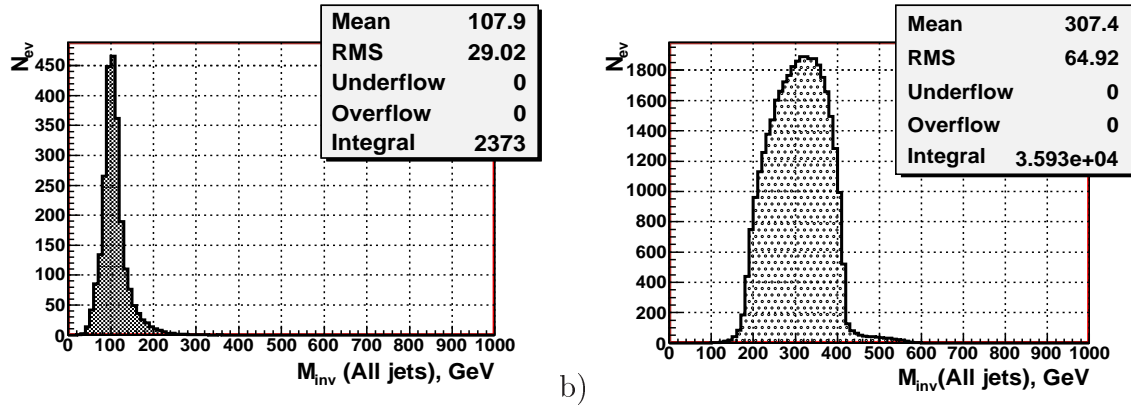 Mean 107.9
RMS 29.02
Underflow 0
Overflow 0
Integral 2373
N_ev
450
400
350
300
250
200
150
100
50
0
0 100 200 300 400 500 600 700 800 900 1000
M_inv (All jets), GeV
b)
Mean 307.4
RMS 64.92
Underflow 0
Overflow 0
Integral 3.593e+04
N_ev
1800
1600
1400
1200
1000
800
600
400
200
0
0 100 200 300 400 500 600 700 800 900 1000
M_inv (All jets), GeV